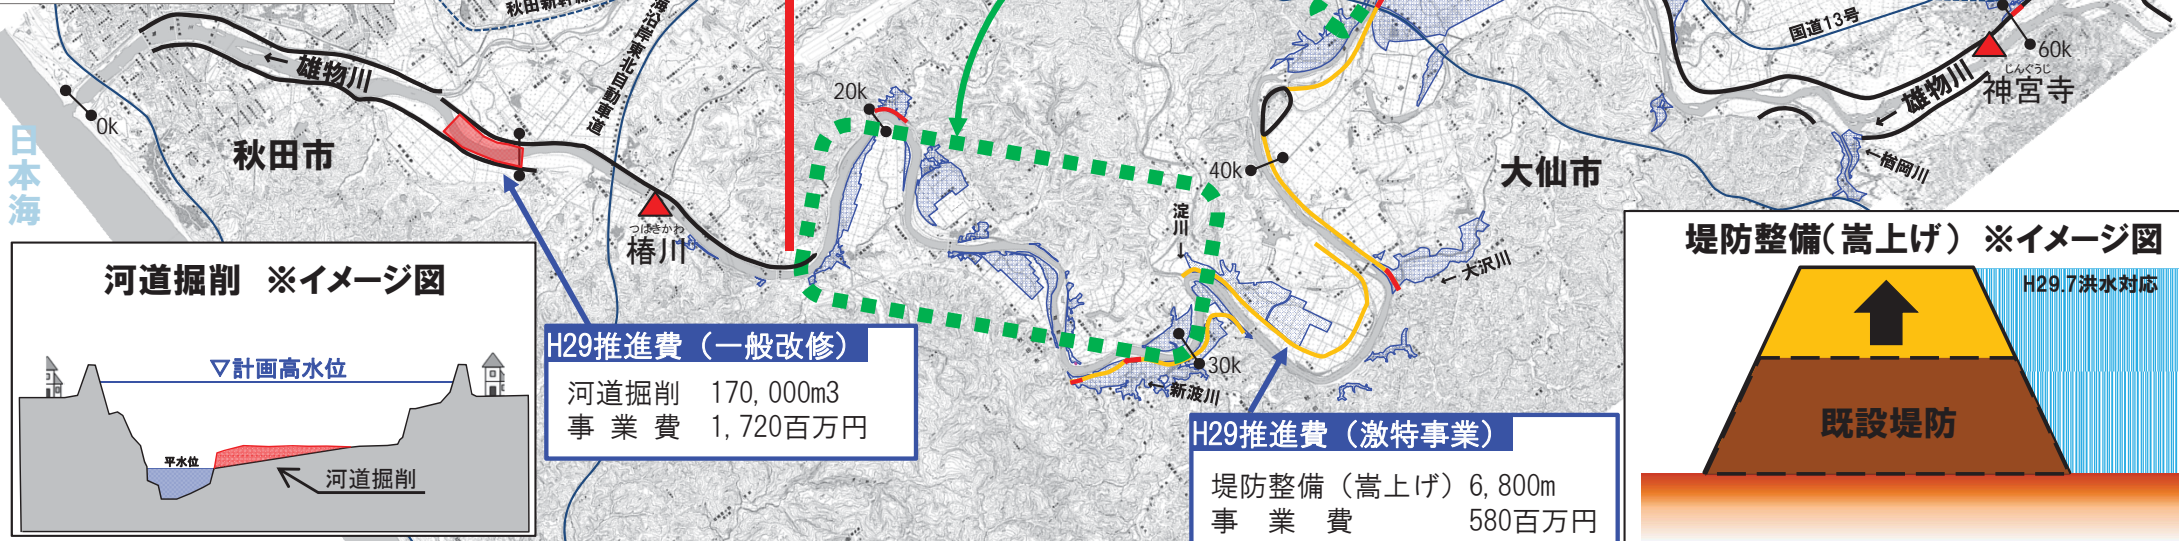 秋田新幹線
海沿岸東北自動車道
国道13号
60k
じんぐうじ
神宮寺
← 雄物川
← 雄物川
20k
0k
日本海
秋田市
40k
大仙市
←楢岡川
淀川→
つばきかわ
椿川
←大沢川
30k
←新波川
河道掘削 ※イメージ図
▽計画高水位
平水位
河道掘削
H29推進費（一般改修）
河道掘削 170,000m3
事業費 1,720百万円
H29推進費（激特事業）
堤防整備（嵩上げ）6,800m
事業費 580百万円
堤防整備(嵩上げ) ※イメージ図
H29.7洪水対応
既設堤防